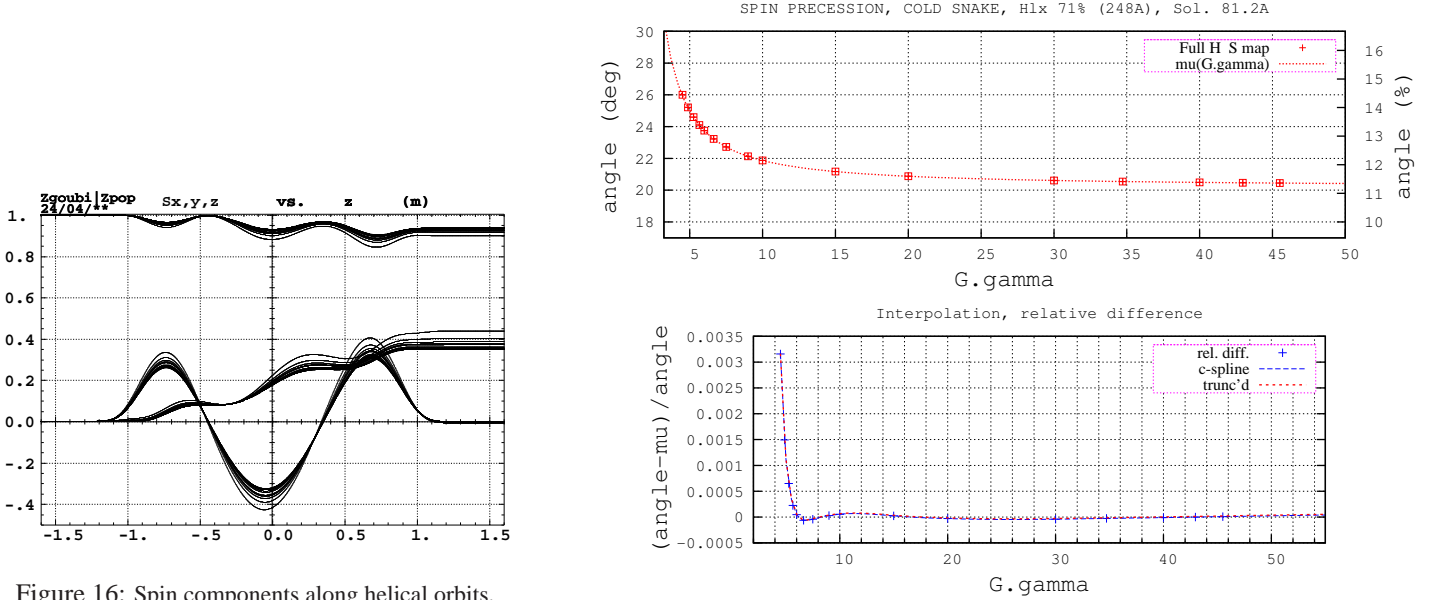 Zgoubi|Zpop
24/04/**
Sx,y,z vs. z (m)
1.
0.8
0.6
0.4
0.2
0.0
-.2
-.4
-1.5 -1. -.5 0.0 0.5 1. 1.5
Figure 16: Spin components along helical orbits,
SPIN PRECESSION, COLD SNAKE, Hlx 71% (248A), Sol. 81.2A
angle (deg)
30
28
26
24
22
20
18
Full H S map
mu(G.gamma)
16
15
14
13
12
11
10
angle (%)
5 10 15 20 25 30 35 40 45 50
G.gamma
Interpolation, relative difference
(angle-mu)/angle
0.0035
0.003
0.0025
0.002
0.0015
0.001
0.0005
0
-0.0005
rel. diff.
c-spline
trunc'd
10 20 30 40 50
G.gamma